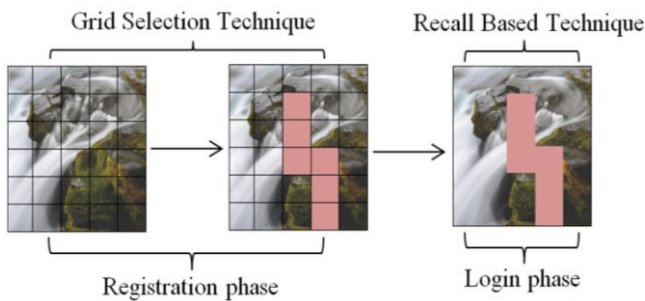 Grid Selection Technique
Recall Based Technique
Registration phase
Login phase